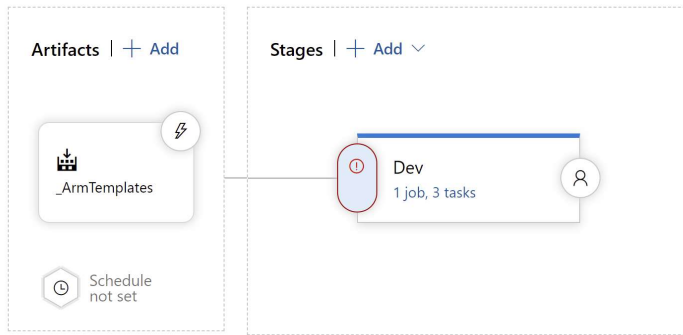 Artifacts | + Add
Stages | + Add
_ArmTemplates
Dev
1 job, 3 tasks
Schedule
not set